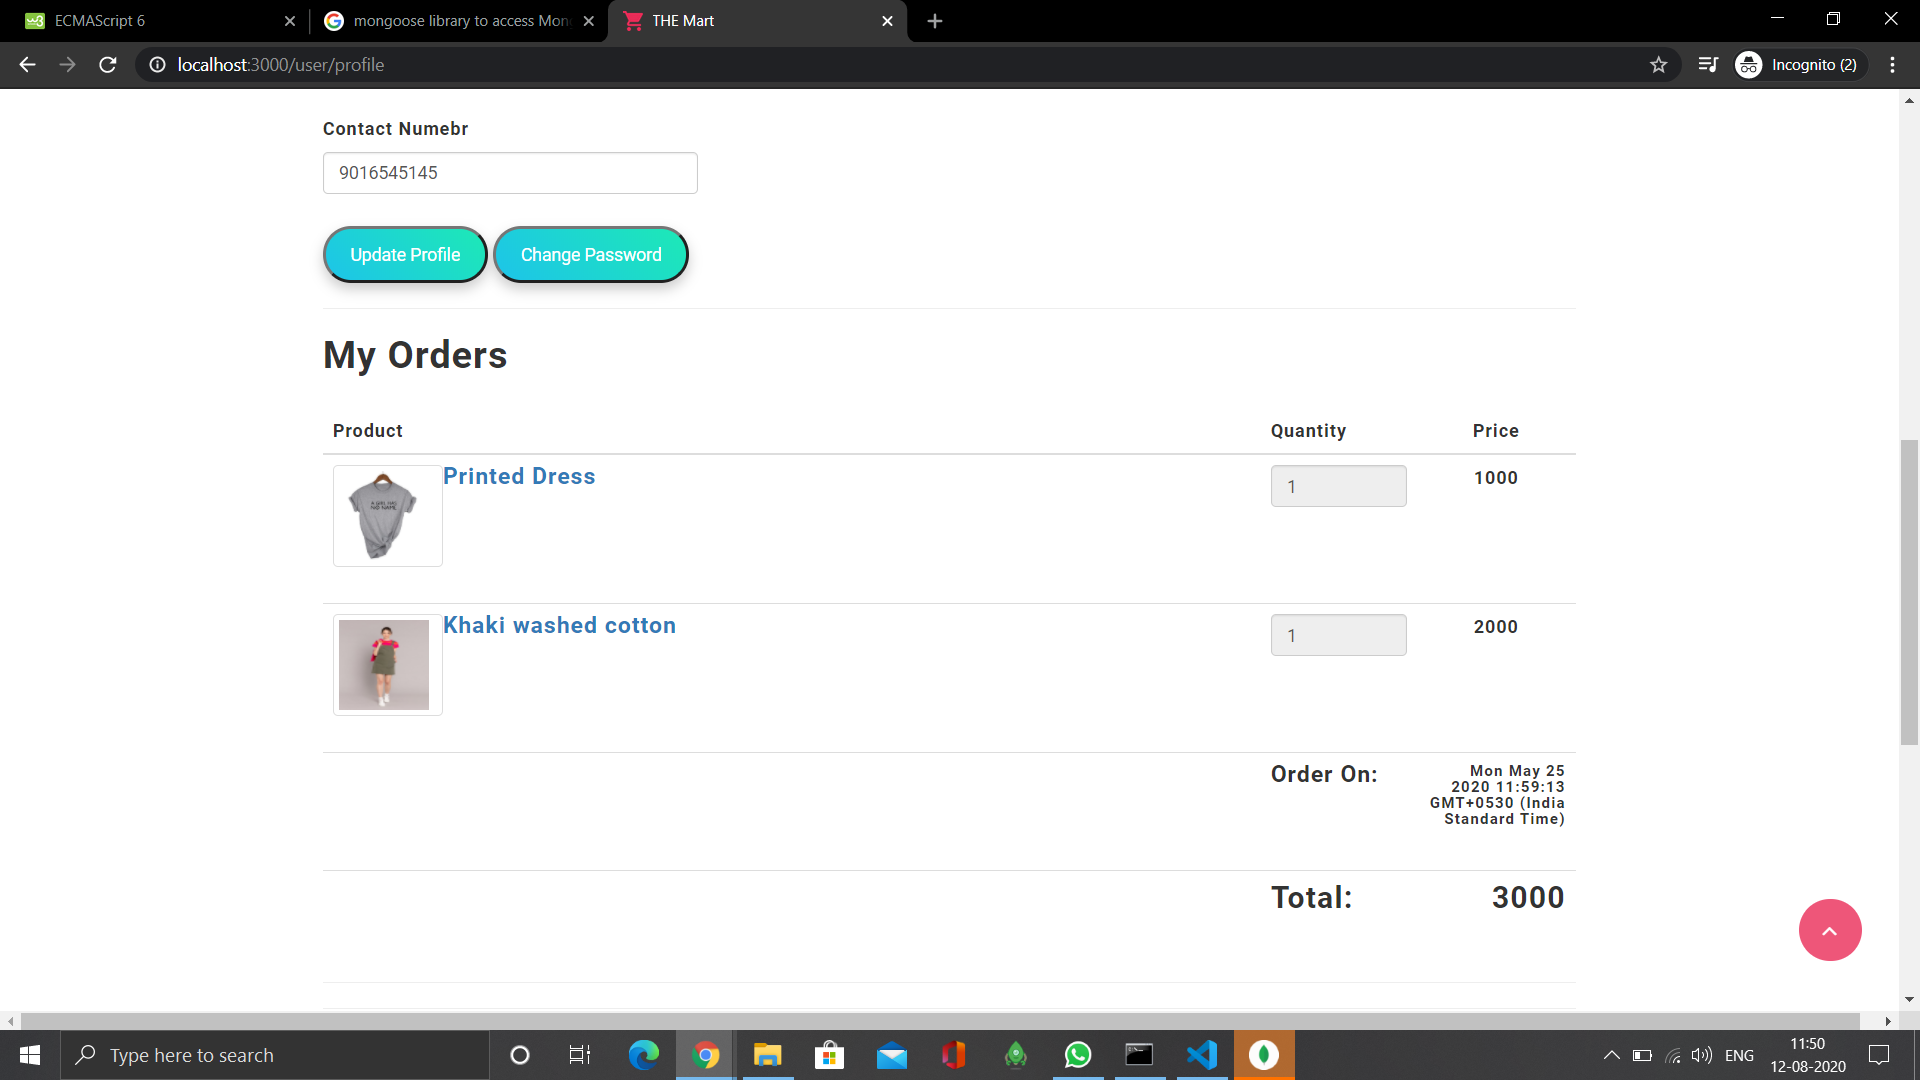 ECMAScript 6
mongoose library to access Mon
THE Mart
localhost:3000/user/profile
Incognito (2)
Contact Numebr
9016545145
Update Profile
Change Password
My Orders
Product
Quantity
Price
Printed Dress
1
1000
Khaki washed cotton
1
2000
Order On:
Mon May 25
2020 11:59:13
GMT+0530 (India
Standard Time)
Total:
3000
Type here to search
ENG
11:50
12-08-2020